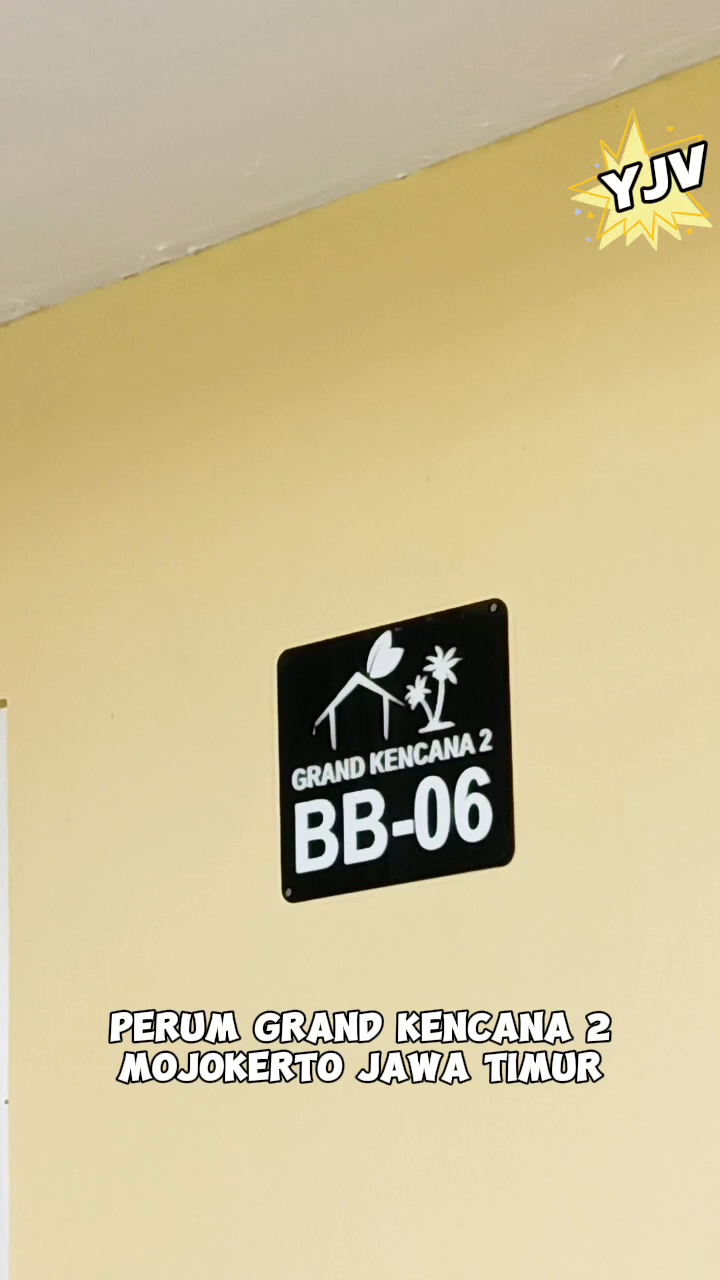 YJV
GRAND KENCANA 2
BB-06
PERUM GRAND KENCANA 2
MOJOKERTO JAWA TIMUR